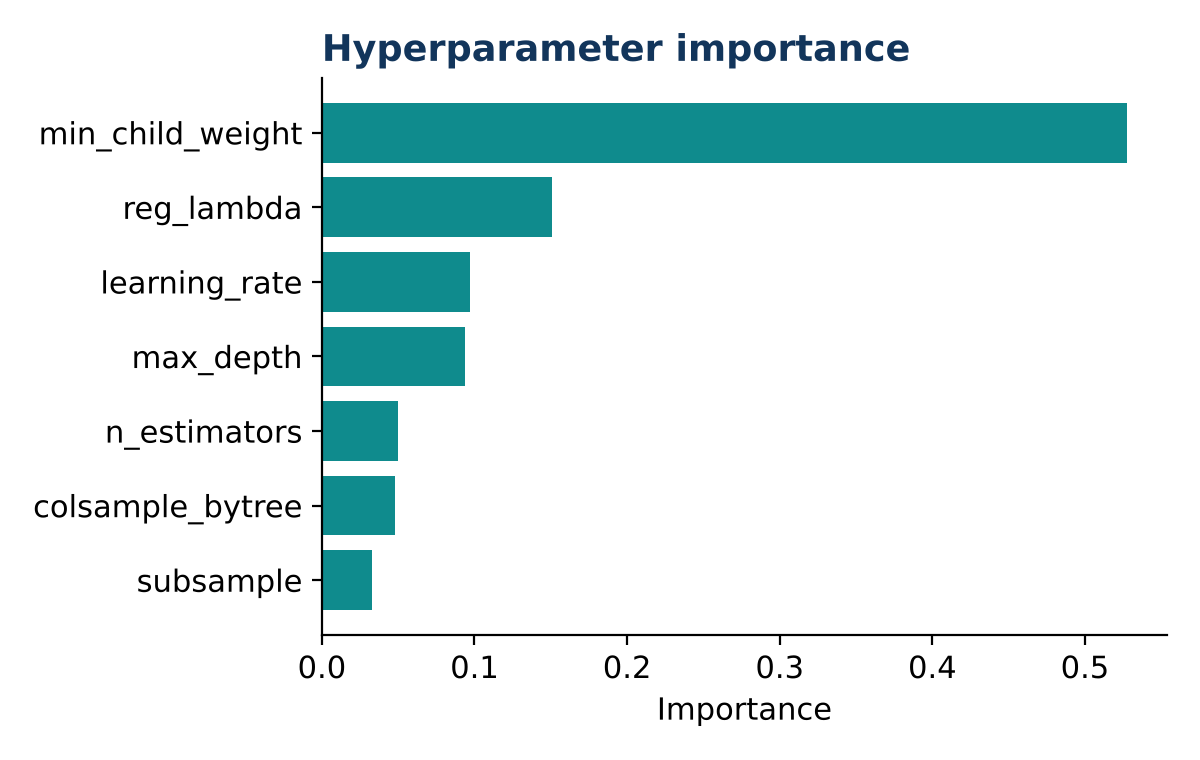 Hyperparameter importance
min_child_weight
reg_lambda
learning_rate
max_depth
n_estimators
colsample_bytree
subsample
0.0 0.1 0.2 0.3 0.4 0.5
Importance